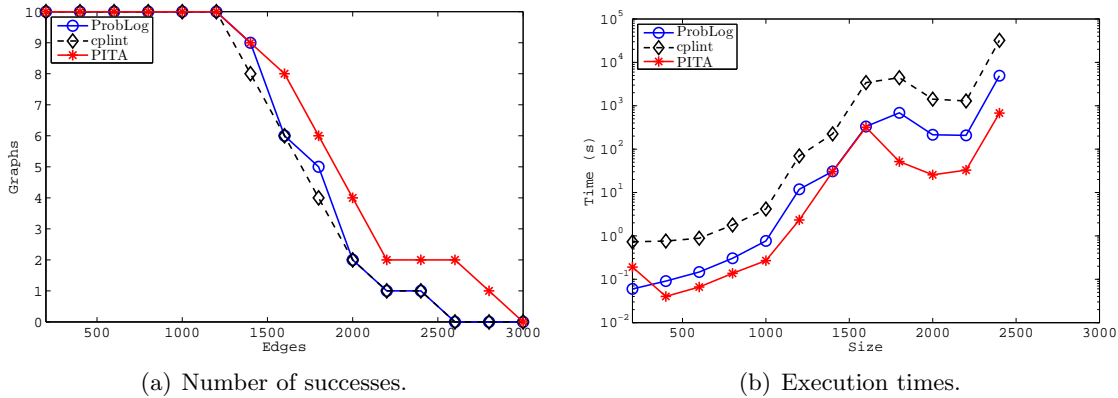 10
9
8
7
6
5
4
3
2
1
0
Graphs
ProbLog
cplint
PITA
500 1000 1500 2000 2500 3000
Edges
(a) Number of successes.
10^5
10^4
10^3
10^2
10^1
10^0
10^-1
10^-2
Time (s)
ProbLog
cplint
PITA
500 1000 1500 2000 2500 3000
Size
(b) Execution times.